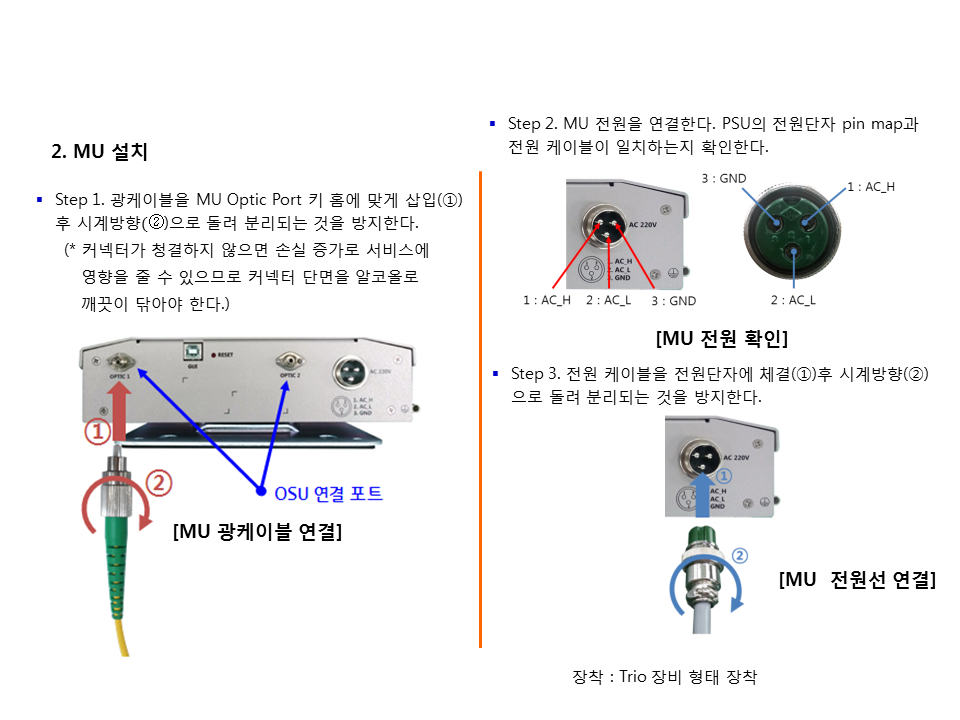 2. MU 설치
▪ Step 1. 광케이블을 MU Optic Port 키 홈에 맞게 삽입(①)
후 시계방향(②)으로 돌려 분리되는 것을 방지한다.
(* 커넥터가 청결하지 않으면 손실 증가로 서비스에
영향을 줄 수 있으므로 커넥터 단면을 알코올로
깨끗이 닦아야 한다.)
GUI
RESET
OPTIC 1
OPTIC 2
AC 220V
1. AC_H
2. AC_L
3. GND
①
②
OSU 연결 포트
[MU 광케이블 연결]
▪ Step 2. MU 전원을 연결한다. PSU의 전원단자 pin map과
전원 케이블이 일치하는지 확인한다.
AC 220V
1. AC_H
2. AC_L
3. GND
1 : AC_H
2 : AC_L
3 : GND
3 : GND
1 : AC_H
2 : AC_L
[MU 전원 확인]
▪ Step 3. 전원 케이블을 전원단자에 체결(①)후 시계방향(②)
으로 돌려 분리되는 것을 방지한다.
AC 220V
①
AC_H
AC_L
GND
②
[MU 전원선 연결]
장착 : Trio 장비 형태 장착